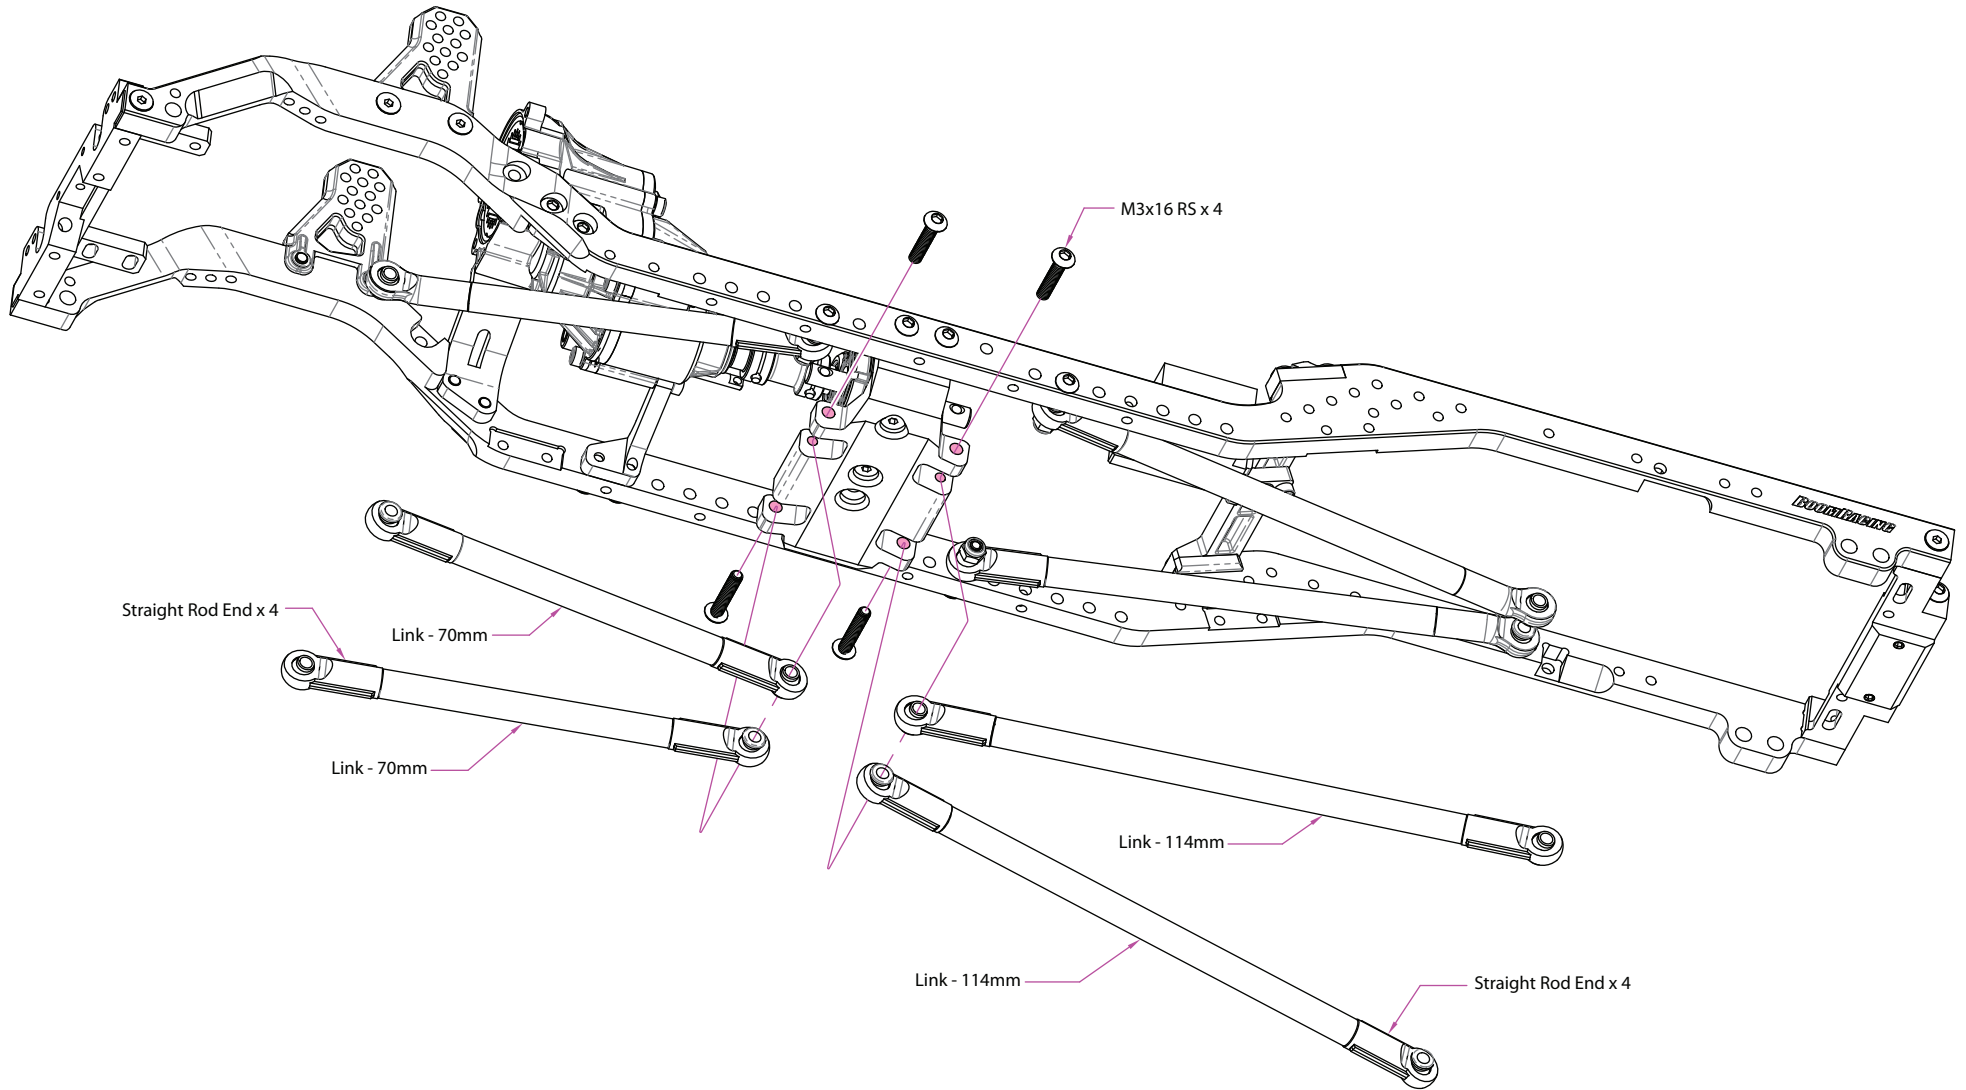 M3x16 RS x 4
BOOMRACING
Straight Rod End x 4
Link - 70mm
Link - 70mm
Link - 114mm
Link - 114mm
Straight Rod End x 4